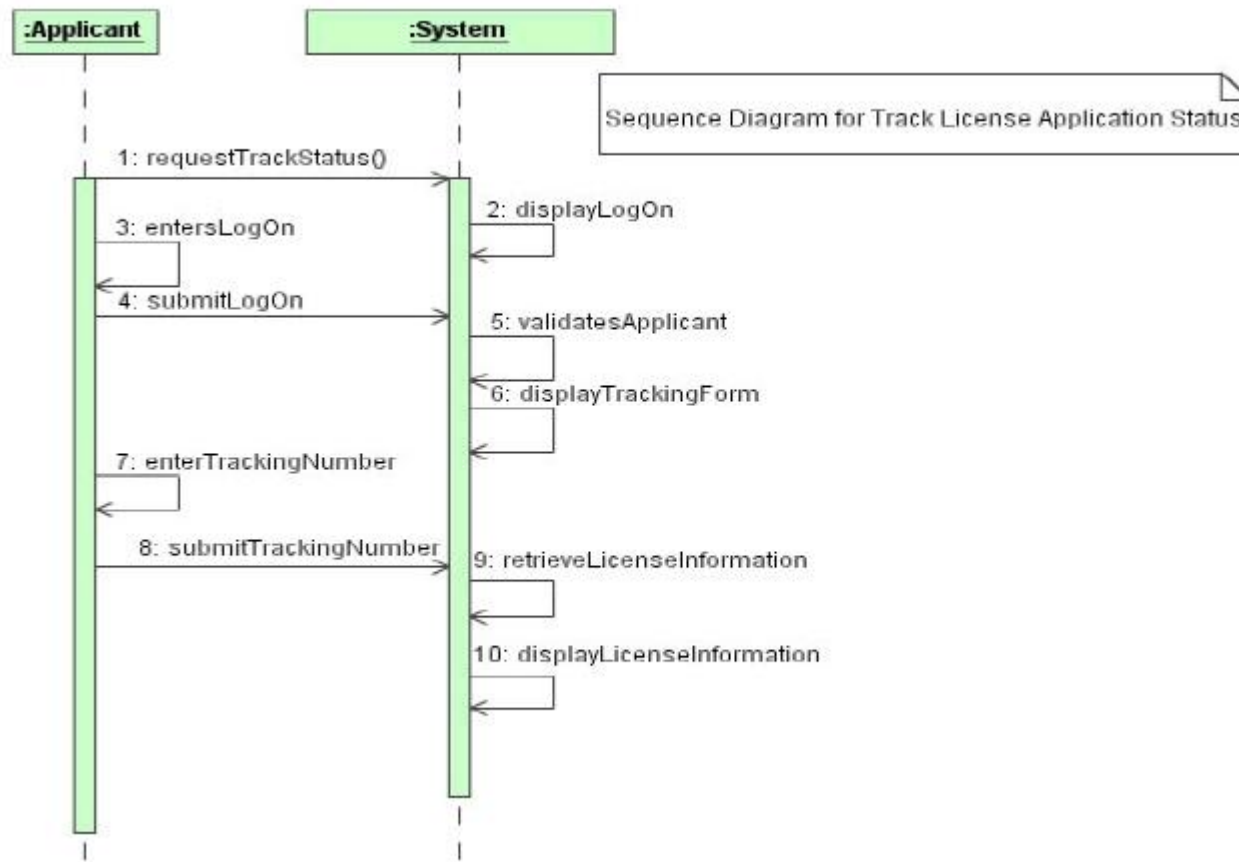 :Applicant
:System
Sequence Diagram for Track License Application Status
1: requestTrackStatus()
2: displayLogOn
3: entersLogOn
4: submitLogOn
5: validatesApplicant
6: displayTrackingForm
7: enterTrackingNumber
8: submitTrackingNumber
9: retrieveLicenseInformation
10: displayLicenseInformation